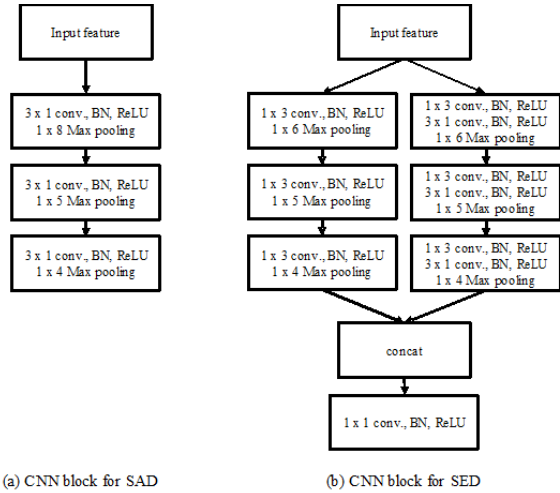 Input feature
3 x 1 conv., BN, ReLU
1 x 8 Max pooling
3 x 1 conv., BN, ReLU
1 x 5 Max pooling
3 x 1 conv., BN, ReLU
1 x 4 Max pooling
(a) CNN block for SAD
Input feature
1 x 3 conv., BN, ReLU
1 x 6 Max pooling
1 x 3 conv., BN, ReLU
1 x 5 Max pooling
1 x 3 conv., BN, ReLU
1 x 4 Max pooling
1 x 3 conv., BN, ReLU
3 x 1 conv., BN, ReLU
1 x 6 Max pooling
1 x 3 conv., BN, ReLU
3 x 1 conv., BN, ReLU
1 x 5 Max pooling
1 x 3 conv., BN, ReLU
3 x 1 conv., BN, ReLU
1 x 4 Max pooling
concat
1 x 1 conv., BN, ReLU
(b) CNN block for SED